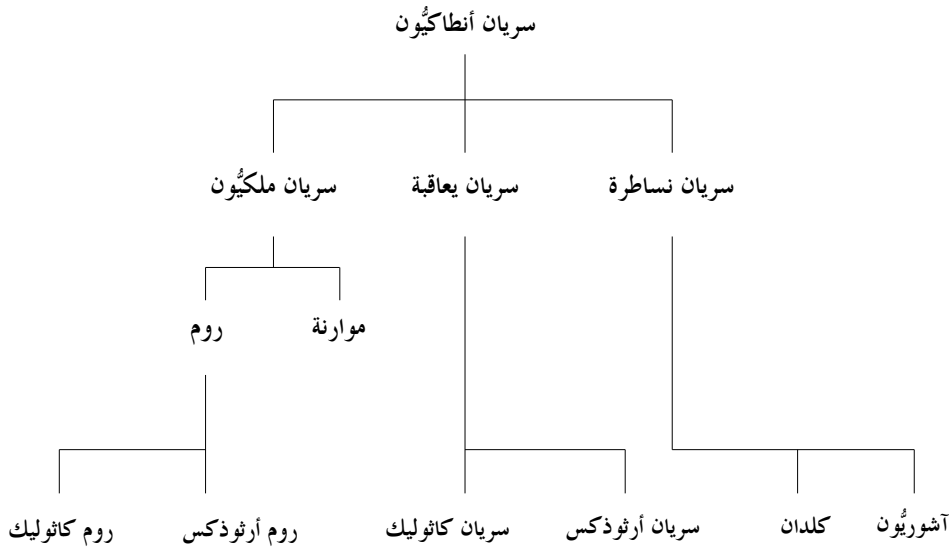 سريان أنطاكيُّون
سريان نساطرة
سريان يعاقبة
سريان ملكيُّون
موارنة
روم
آشوريُّون
كلدان
سريان أرثوذكس
سريان كاثوليك
روم أرثوذكس
روم كاثوليك